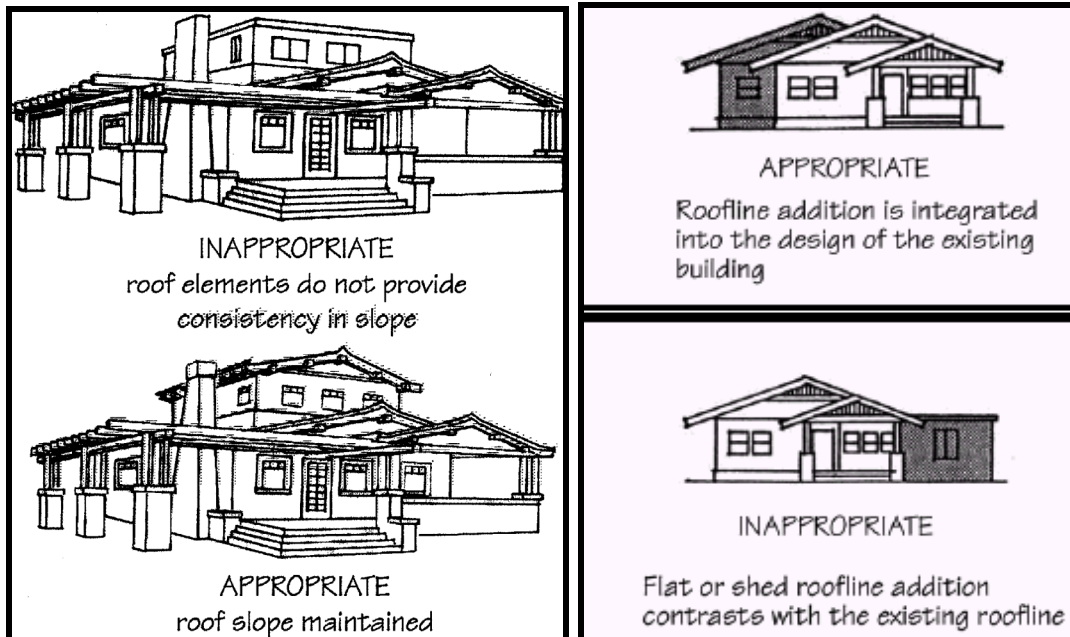 INAPPROPRIATE
roof elements do not provide
consistency in slope
APPROPRIATE
roof slope maintained
APPROPRIATE
Roofline addition is integrated
into the design of the existing
building
INAPPROPRIATE
Flat or shed roofline addition
contrasts with the existing roofline